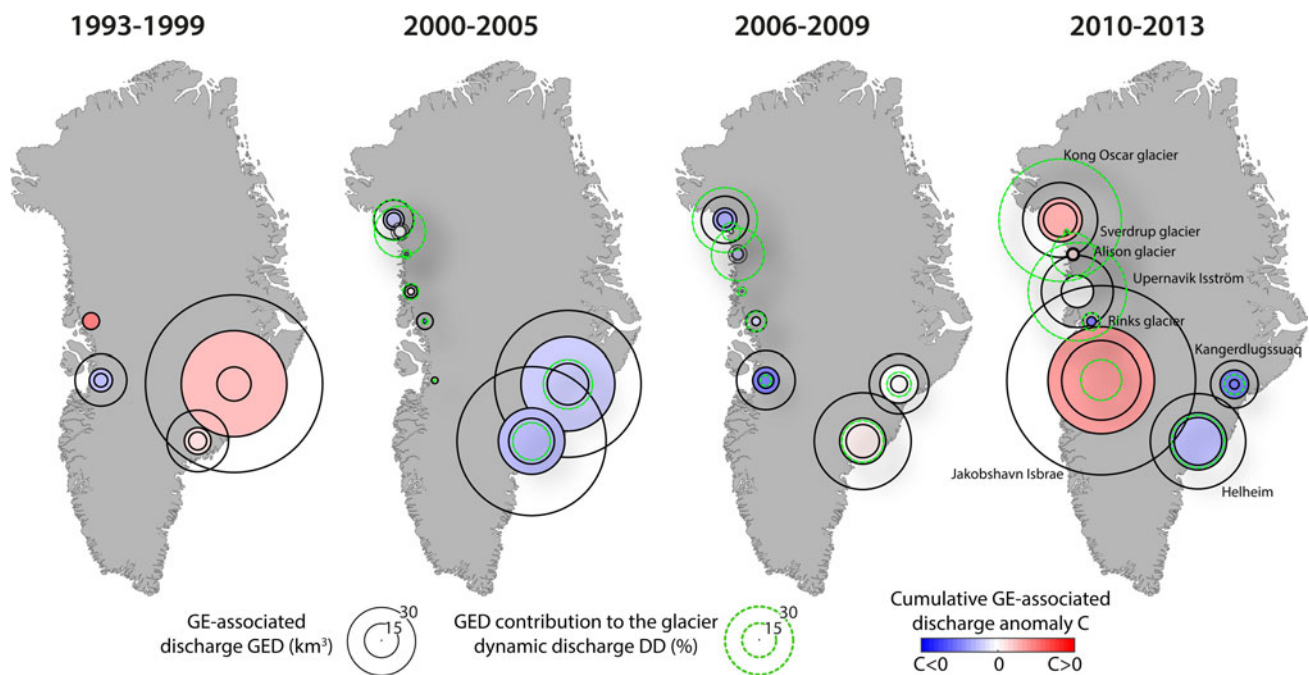 1993-1999
2000-2005
2006-2009
2010-2013
Kong Oscar glacier
Sverdrup glacier
Alison glacier
Upernavik Isström
Rinks glacier
Kangerdlugssuaq
Jakobshavn Isbrae
Helheim
GE-associated
discharge GED (km³)
30
15
GED contribution to the glacier
dynamic discharge DD (%)
30
15
Cumulative GE-associated
discharge anomaly C
C<0
0
C>0